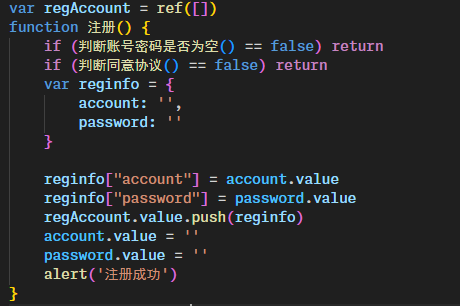 var regAccount = ref([])
function 注册() {
    if (判断账号密码是否为空() == false) return
    if (判断同意协议() == false) return
    var reginfo = {
        account: '',
        password: ''
    }

    reginfo["account"] = account.value
    reginfo["password"] = password.value
    regAccount.value.push(reginfo)
    account.value = ''
    password.value = ''
    alert('注册成功')
}